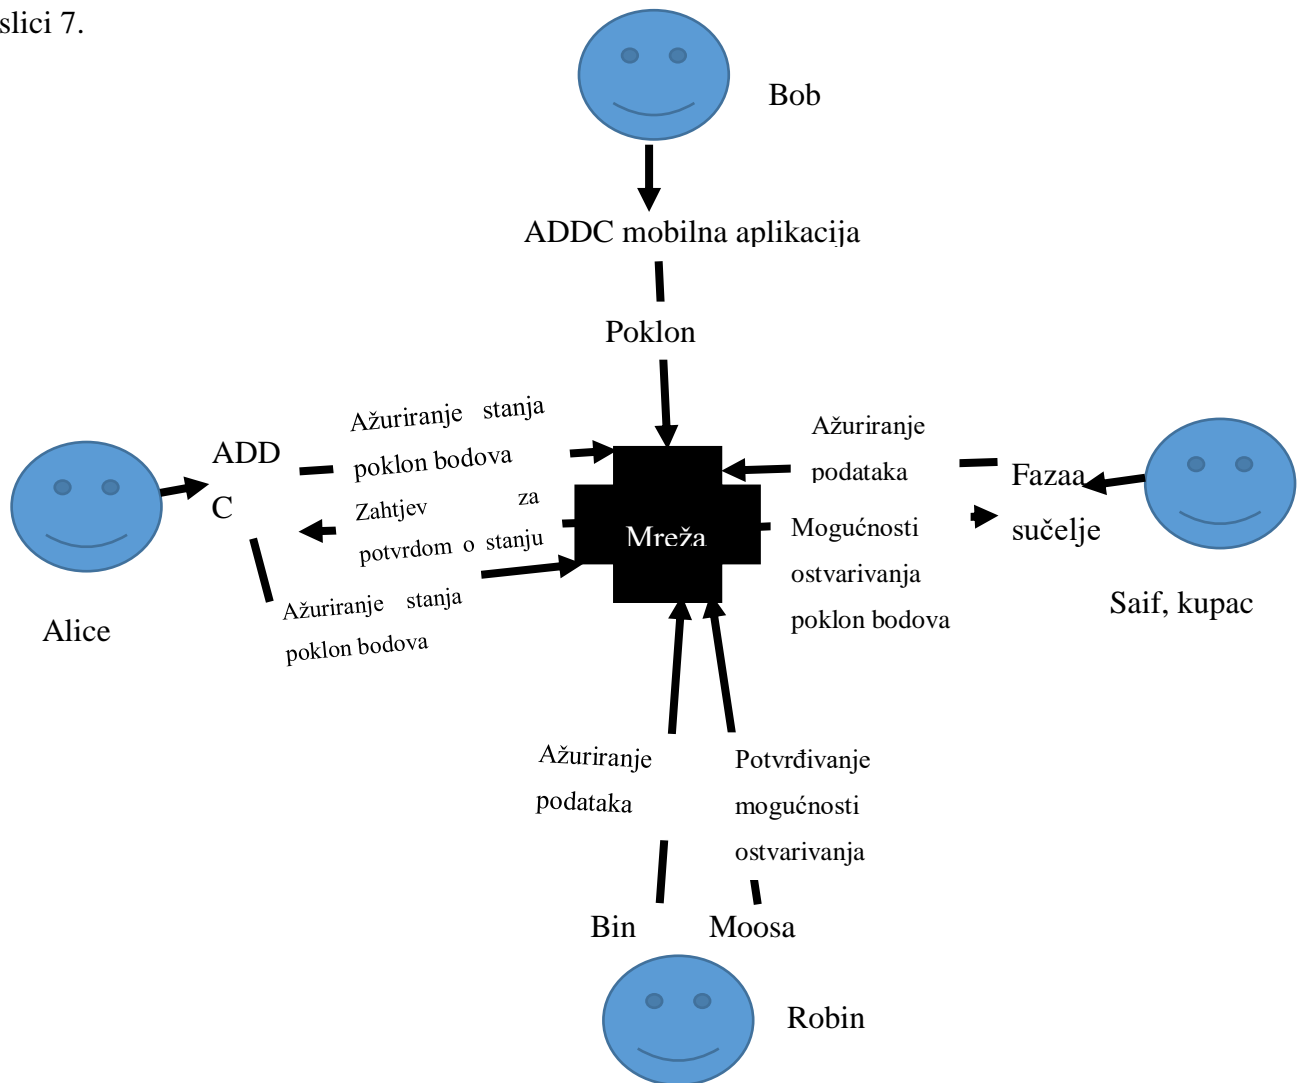 slici 7.
Bob
ADDC mobilna aplikacija
Poklon
Ažuriranje stanja
poklon bodova
Zahtjev za
potvrdom o stanju
Ažuriranje stanja
poklon bodova
ADD
C
Alice
Mreža
Ažuriranje
podataka
Mogućnosti
ostvarivanja
poklon bodova
Fazaa
sučelje
Saif, kupac
Ažuriranje
podataka
Potvrđivanje
mogućnosti
ostvarivanja
Bin Moosa
Robin